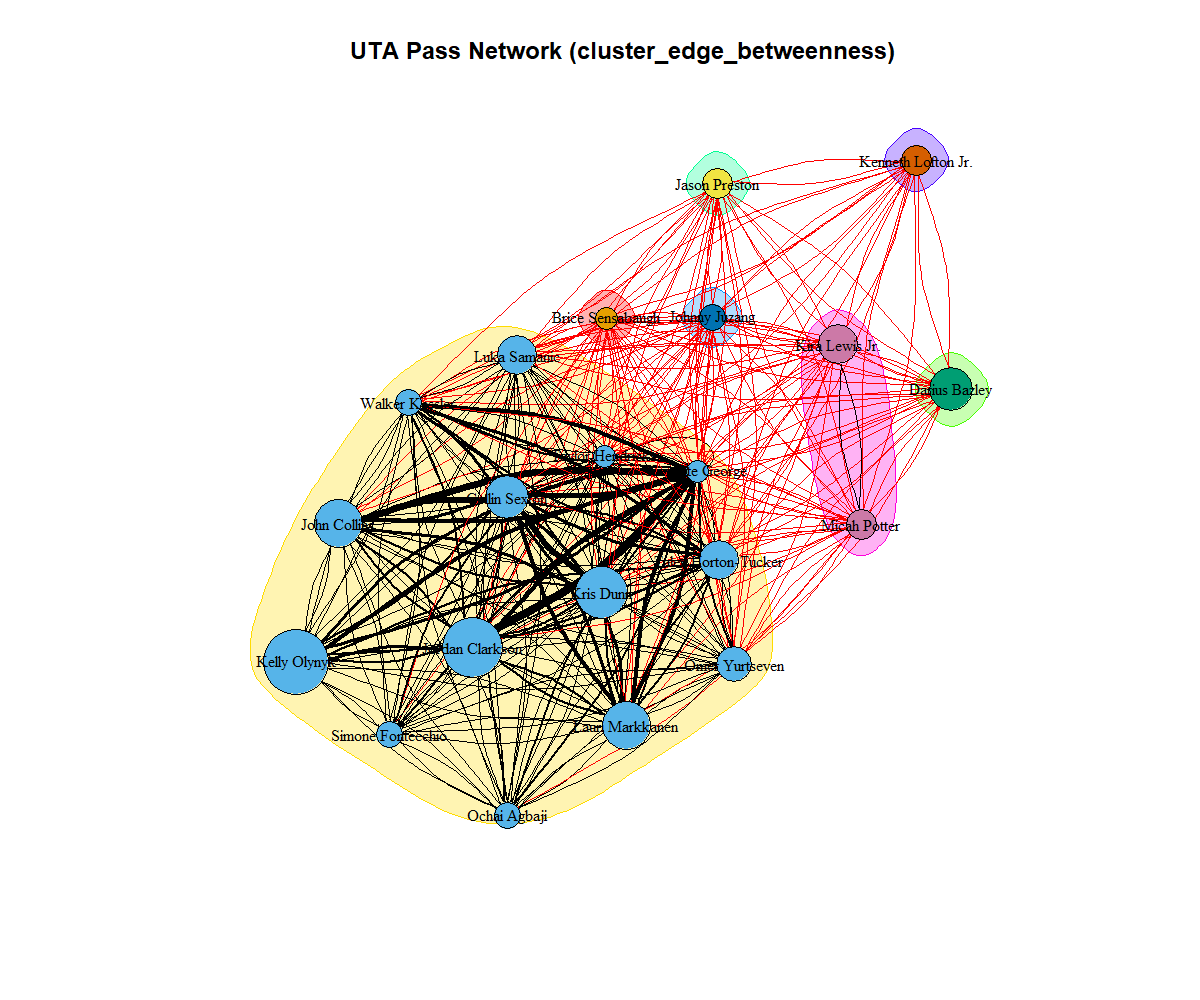 UTA Pass Network (cluster_edge_betweenness)
Kenneth Lofton Jr.
Jason Preston
Brice Sensabaugh
Johnny Juzang
Kira Lewis Jr.
Luka Samanic
Darius Bazley
Walker Kessler
Taylor Hendricks
George
Collin Sexton
John Collins
Micah Potter
Talen Horton-Tucker
Kris Dunn
Jordan Clarkson
Kelly Olynyk
Omer Yurtseven
Lauri Markkanen
Simone Fontecchio
Ochai Agbaji